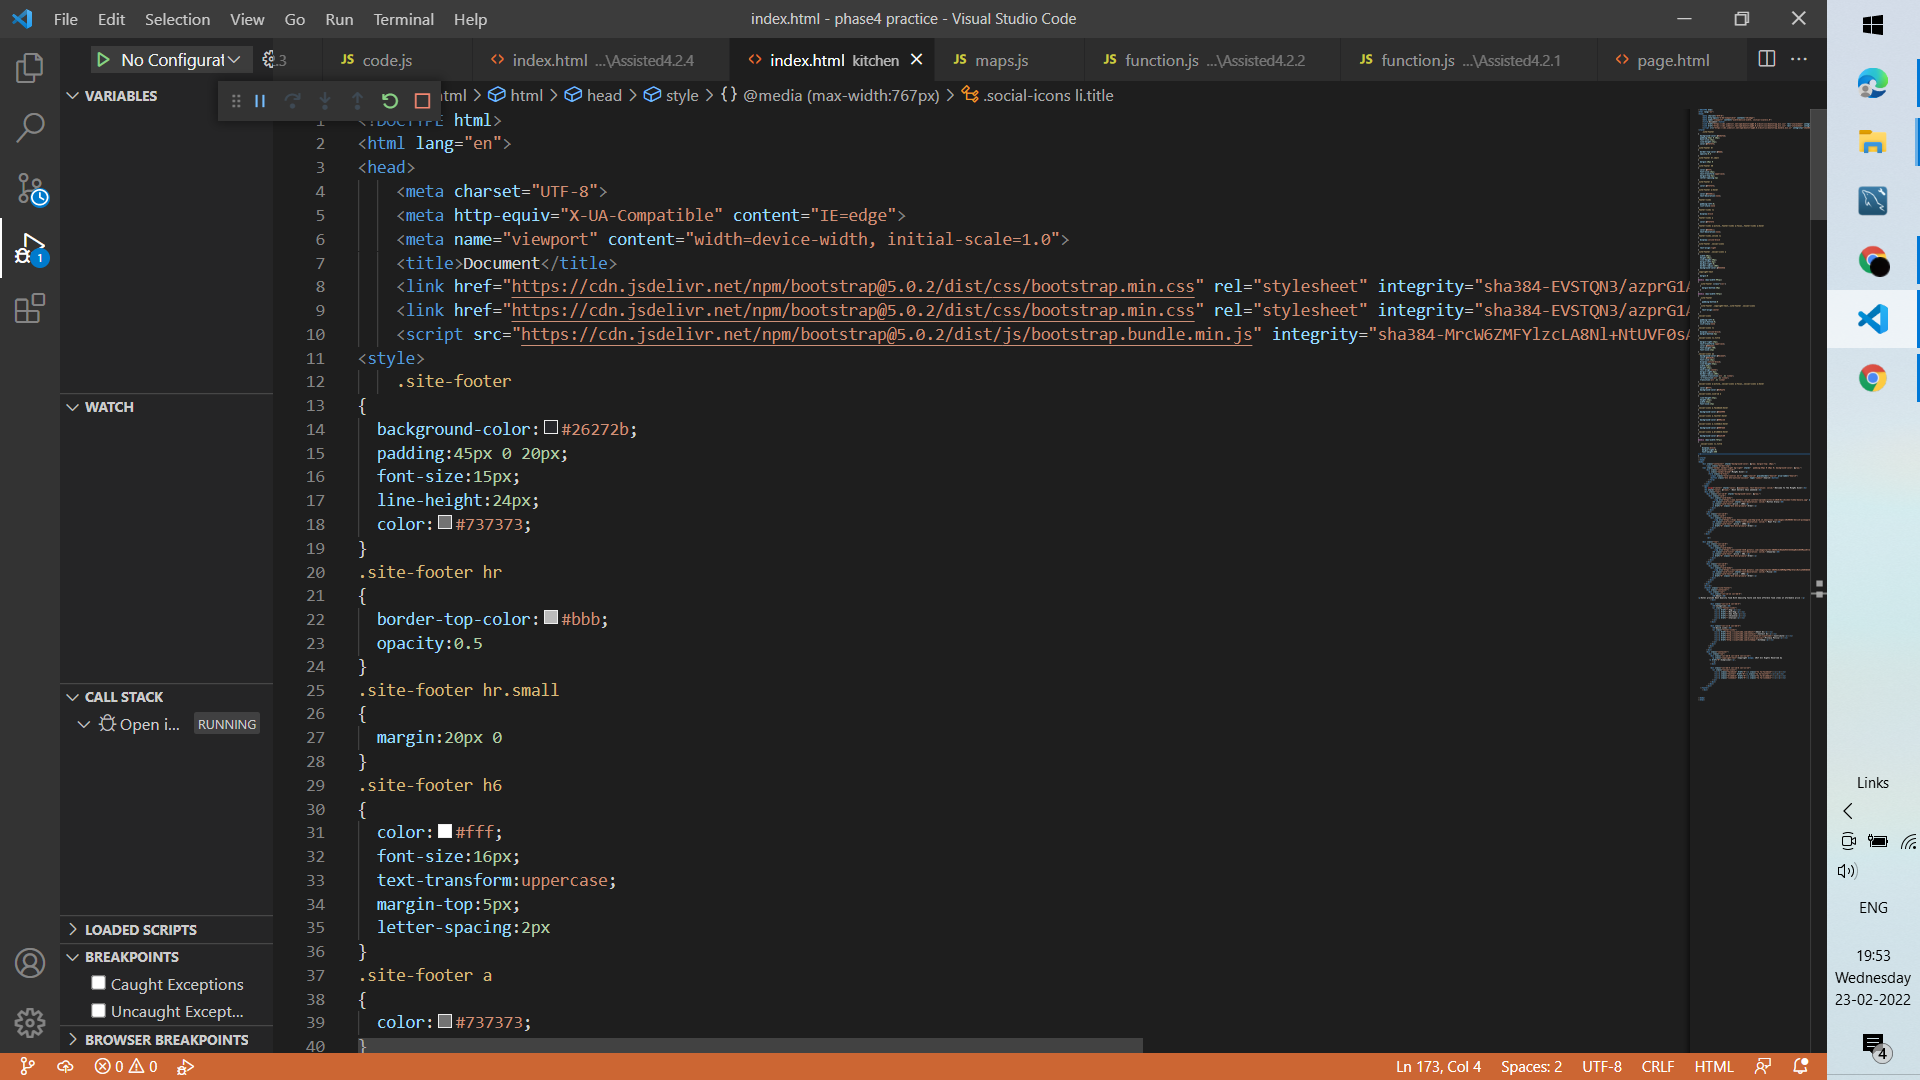 File Edit Selection View Go Run Terminal Help
index.html - phase4 practice - Visual Studio Code
No Configurat
.3
JS code.js
<> index.html ...\Assisted4.2.4
<> index.html kitchen
JS maps.js
JS function.js ...\Assisted4.2.2
JS function.js ...\Assisted4.2.1
<> page.html
html > head > style > {} @media (max-width:767px) > .social-icons li.title
VARIABLES
WATCH
CALL STACK
Open i... RUNNING
LOADED SCRIPTS
BREAKPOINTS
Caught Exceptions
Uncaught Except...
BROWSER BREAKPOINTS
1 <!DOCTYPE html>
2 <html lang="en">
3 <head>
4 <meta charset="UTF-8">
5 <meta http-equiv="X-UA-Compatible" content="IE=edge">
6 <meta name="viewport" content="width=device-width, initial-scale=1.0">
7 <title>Document</title>
8 <link href="https://cdn.jsdelivr.net/npm/bootstrap@5.0.2/dist/css/bootstrap.min.css" rel="stylesheet" integrity="sha384-EVSTQN3/azprG1
9 <link href="https://cdn.jsdelivr.net/npm/bootstrap@5.0.2/dist/css/bootstrap.min.css" rel="stylesheet" integrity="sha384-EVSTQN3/azprG1
10 <script src="https://cdn.jsdelivr.net/npm/bootstrap@5.0.2/dist/js/bootstrap.bundle.min.js" integrity="sha384-MrcW6ZMFYlzcLA8Nl+NtUVF0s
11 <style>
12 .site-footer
13 {
14 background-color:#26272b;
15 padding:45px 0 20px;
16 font-size:15px;
17 line-height:24px;
18 color:#737373;
19 }
20 .site-footer hr
21 {
22 border-top-color:#bbb;
23 opacity:0.5
24 }
25 .site-footer hr.small
26 {
27 margin:20px 0
28 }
29 .site-footer h6
30 {
31 color:#fff;
32 font-size:16px;
33 text-transform:uppercase;
34 margin-top:5px;
35 letter-spacing:2px
36 }
37 .site-footer a
38 {
39 color:#737373;
40 }
1
0 0
Ln 173, Col 4 Spaces: 2 UTF-8 CRLF HTML
Links
ENG
19:53
Wednesday
23-02-2022
4